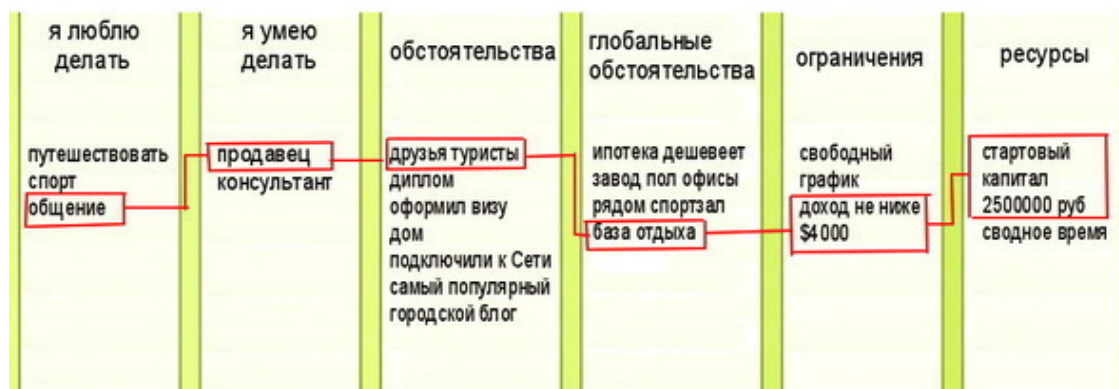 я люблю
делать
я умею
делать
обстоятельства
глобальные
обстоятельства
ограничения
ресурсы
путешествовать
спорт
общение
продавец
консультант
друзья туристы
диплом
оформил визу
дом
подключили к Сети
самый популярный
городской блог
ипотека дешевеет
завод пол офисы
рядом спортзал
база отдыха
свободный
график
доход не ниже
$4000
стартовый
капитал
2500000 руб
сводное время